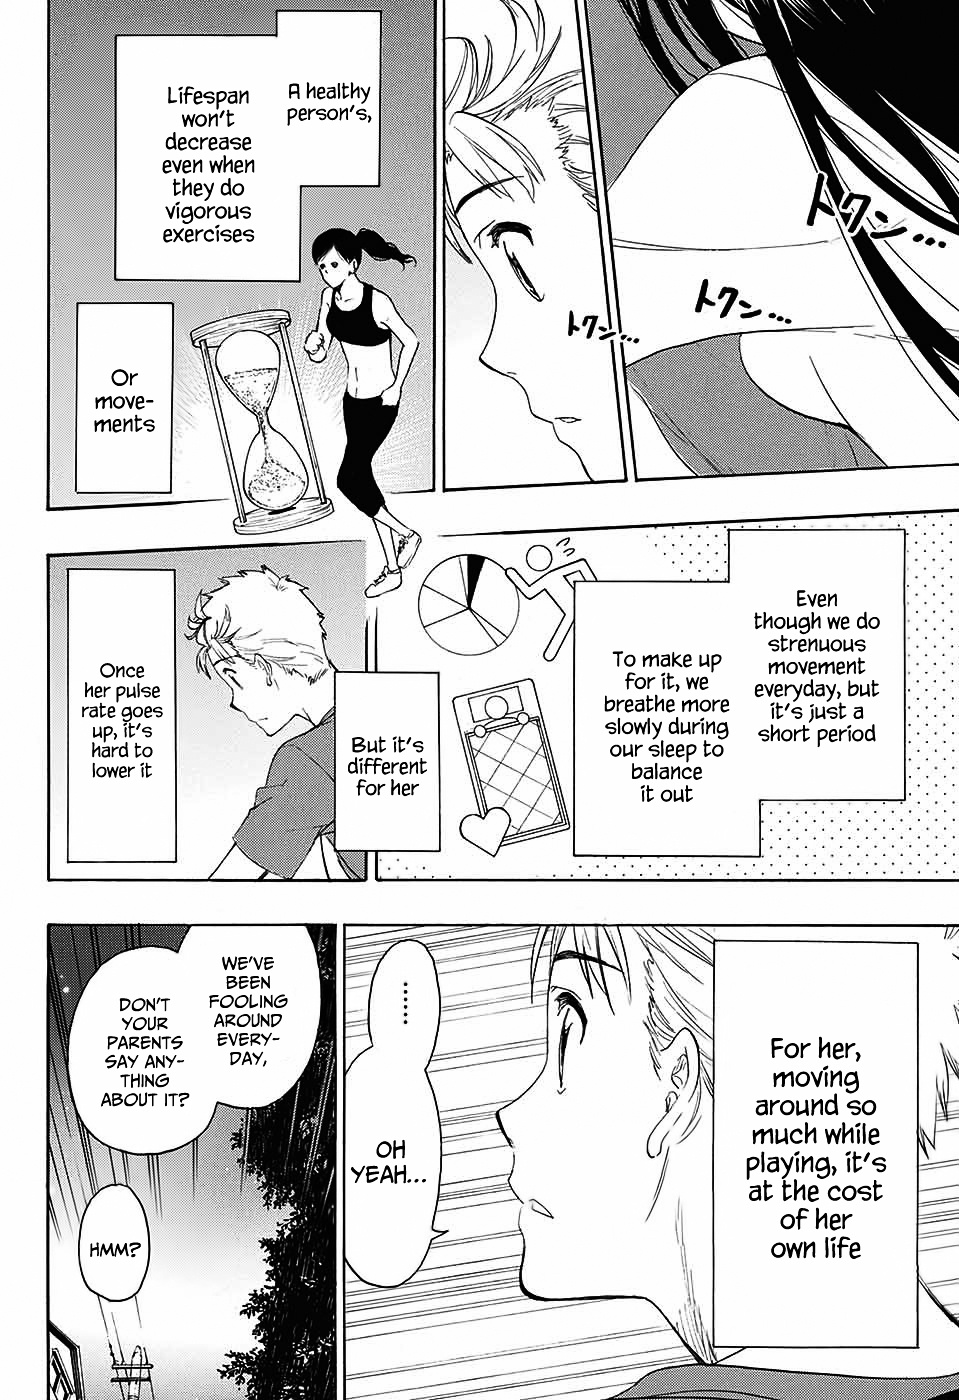 トクン…
トクン…
トクン…
A healthy
person's,
Lifespan
won't
decrease
even when
they do
vigorous
exercises
Or
move-
ments
Even
though we do
strenuous
movement
everyday, but
it's just a
short period
To make up
for it, we
breathe more
slowly during
our sleep to
balance
it out
But it's
different
for her
Once
her pulse
rate goes
up, it's
hard to
lower it
For her,
moving
around so
much while
playing, it's
at the cost
of her
own life
……
OH
YEAH...
WE'VE
BEEN
FOOLING
AROUND
EVERY-
DAY,
DON'T
YOUR
PARENTS
SAY ANY-
THING
ABOUT IT?
HMM?